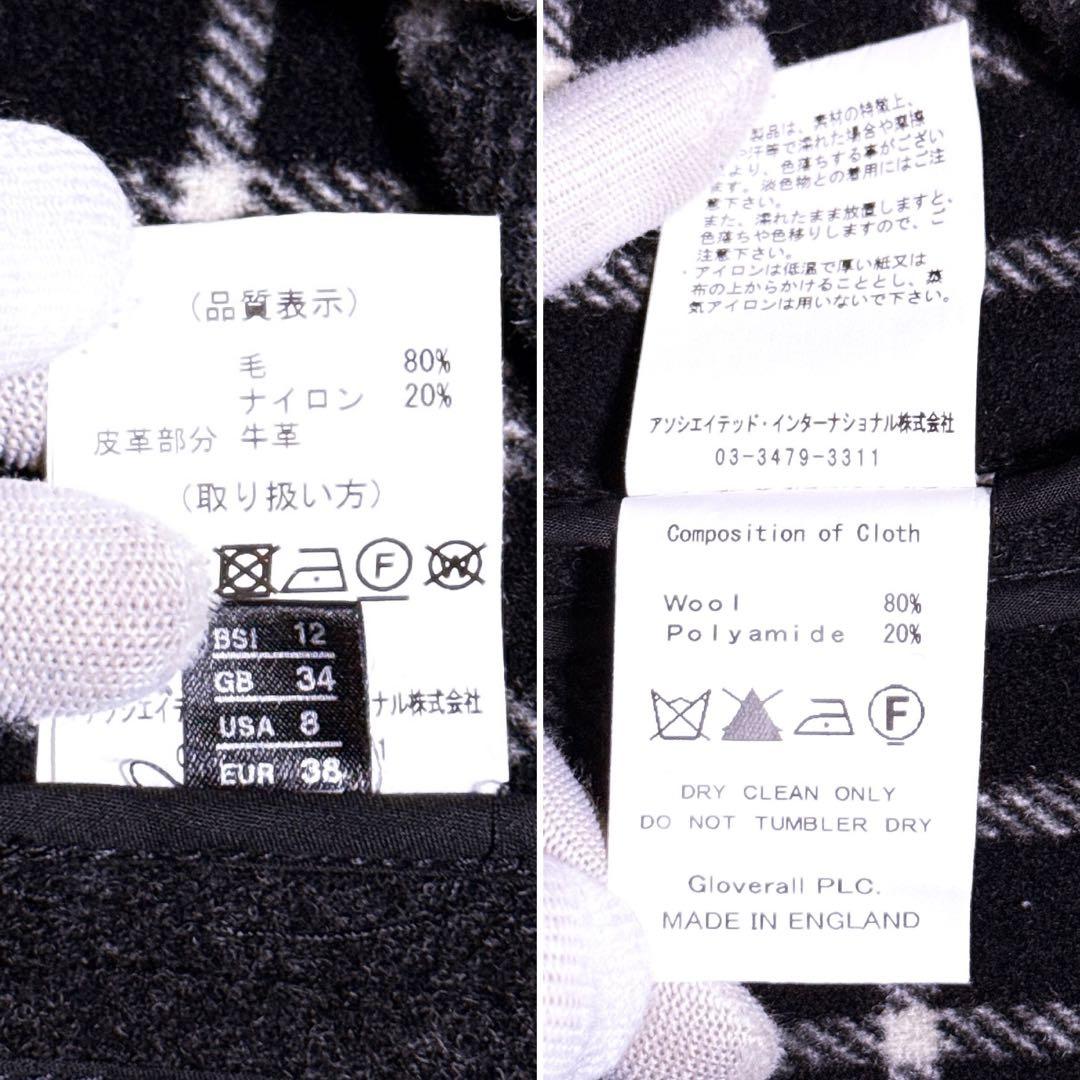 (品質表示)
毛 80%
ナイロン 20%
皮革部分 牛革
(取り扱い方)
F W
BSI 12
GB 34
USA 8
EUR 38
ナル株式会社
1
製品は、素材の特徴上、
や汗等で濡れた場合や摩擦
より、色落ちする事がござい
ます。淡色物との着用にはご注
意下さい。
また、濡れたまま放置しますと、
色落ちや色移りしますので、ご
注意下さい。
・アイロンは低温で厚い紙又は
布の上からかけることとし、蒸
気アイロンは用いないで下さい。
アソシエイテッド・インターナショナル株式会社
03-3479-3311
Composition of Cloth
Wool 80%
Polyamide 20%
F
DRY CLEAN ONLY
DO NOT TUMBLER DRY
Gloverall PLC.
MADE IN ENGLAND